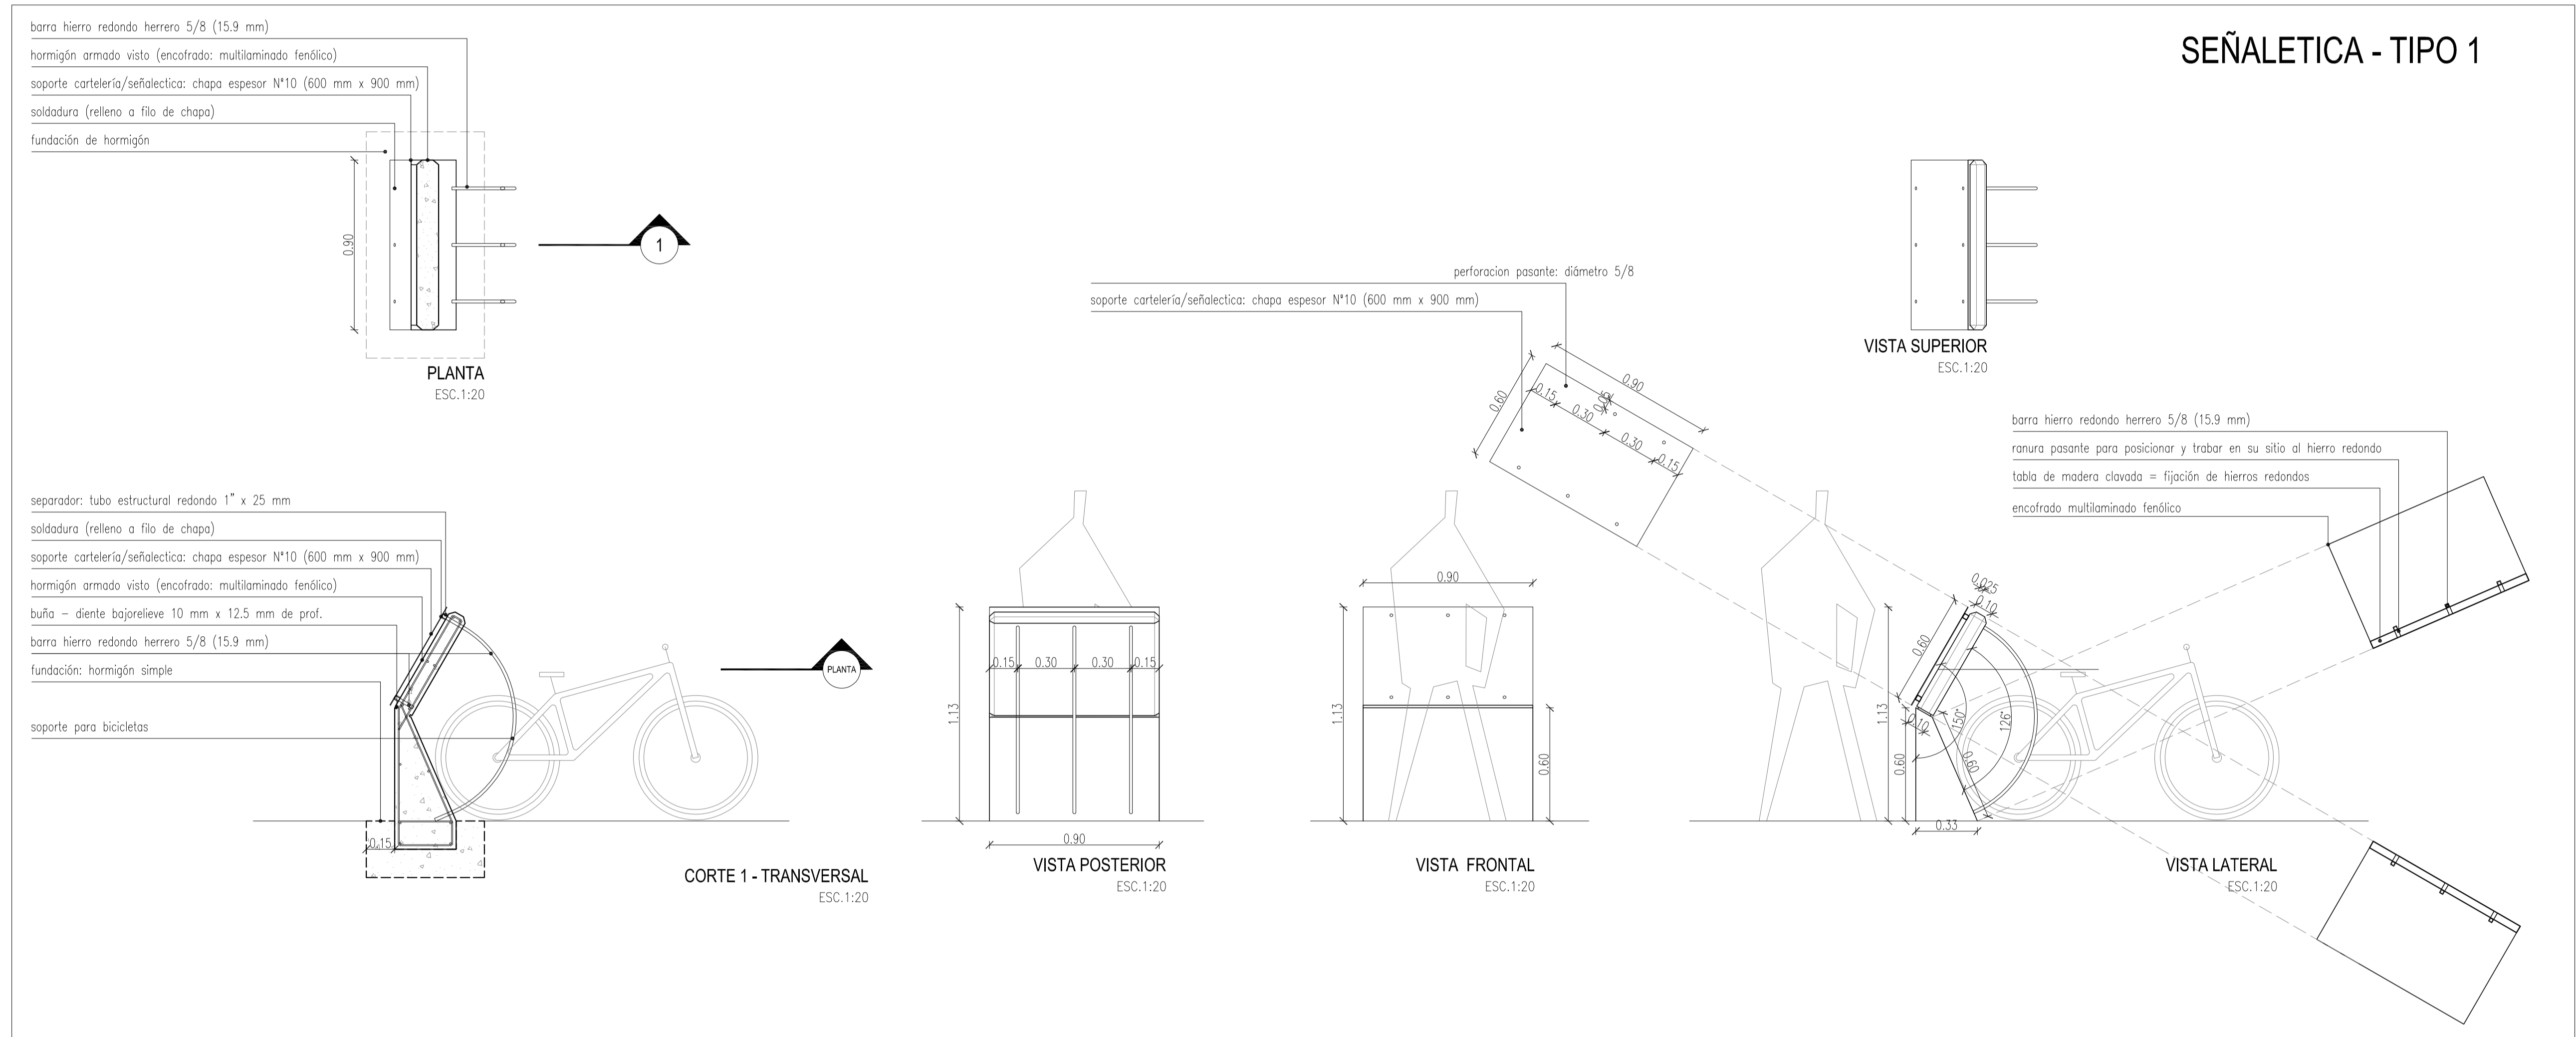 SEÑALETICA - TIPO 1
barra hierro redondo herrero 5/8 (15.9 mm)
hormigón armado visto (encofrado: multilaminado fenólico)
soporte cartelería/señalectica: chapa espesor N°10 (600 mm x 900 mm)
soldadura (relleno a filo de chapa)
fundación de hormigón
0.90
1
PLANTA
ESC.1:20
VISTA SUPERIOR
ESC.1:20
perforacion pasante: diámetro 5/8
soporte cartelería/señalectica: chapa espesor N°10 (600 mm x 900 mm)
0.90
0.60
0.15
0.30
0.05
0.30
0.15
barra hierro redondo herrero 5/8 (15.9 mm)
ranura pasante para posicionar y trabar en su sitio al hierro redondo
tabla de madera clavada = fijación de hierros redondos
encofrado multilaminado fenólico
separador: tubo estructural redondo 1" x 25 mm
soldadura (relleno a filo de chapa)
soporte cartelería/señalectica: chapa espesor N°10 (600 mm x 900 mm)
hormigón armado visto (encofrado: multilaminado fenólico)
buña - diente bajorelieve 10 mm x 12.5 mm de prof.
barra hierro redondo herrero 5/8 (15.9 mm)
fundación: hormigón simple
soporte para bicicletas
0.15
PLANTA
CORTE 1 - TRANSVERSAL
ESC.1:20
1.13
0.15
0.30
0.30
0.15
0.90
VISTA POSTERIOR
ESC.1:20
0.90
1.13
0.60
VISTA FRONTAL
ESC.1:20
0.025
0.10
0.60
1.13
0.10
150°
126°
0.60
0.60
0.33
VISTA LATERAL
ESC.1:20